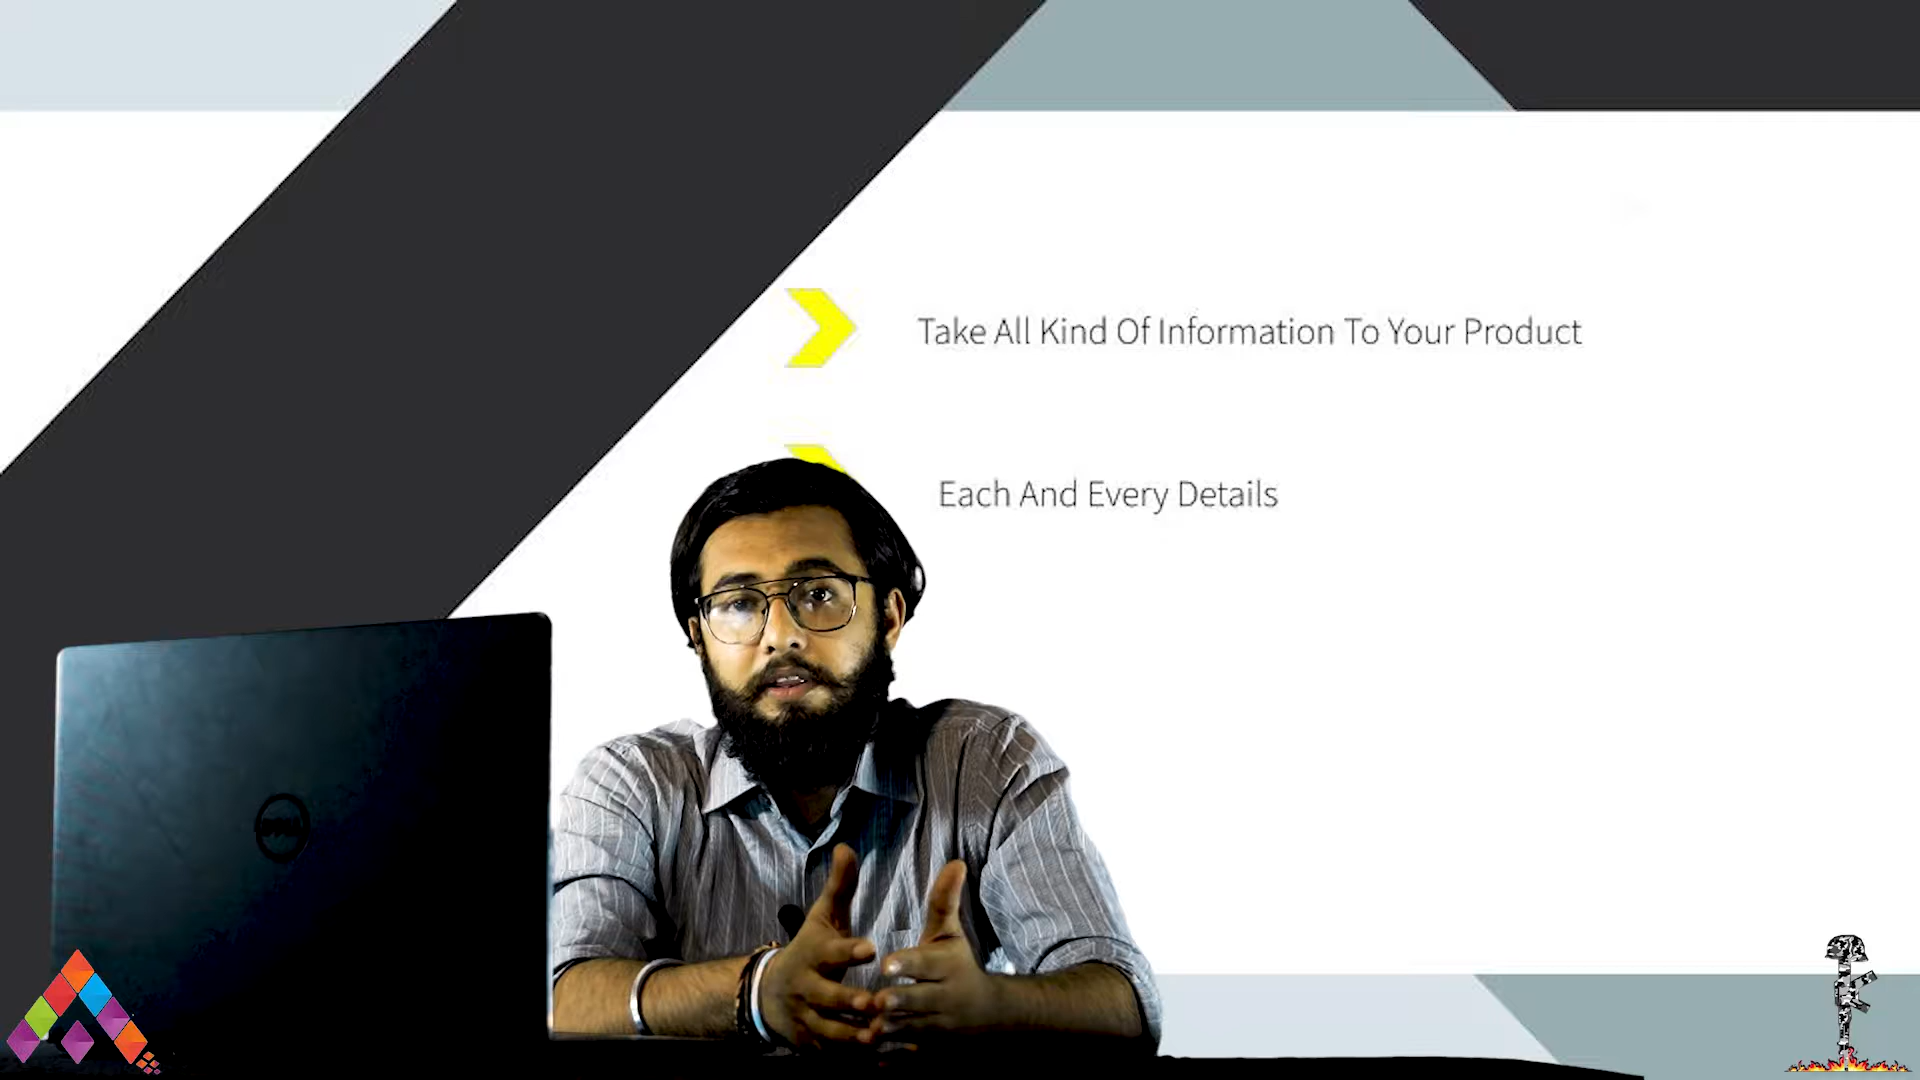 Take All Kind Of Information To Your Product
Each And Every Details